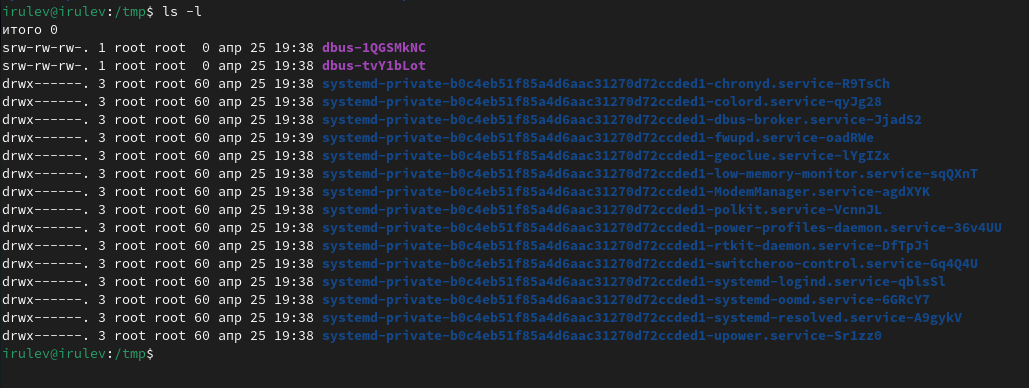 irulev@irulev:/tmp$ ls -l
итого 0
srw-rw-rw-. 1 root root  0 апр 25 19:38 dbus-1QGSMkNC
srw-rw-rw-. 1 root root  0 апр 25 19:38 dbus-tvY1bLot
drwx------. 3 root root 60 апр 25 19:38 systemd-private-b0c4eb51f85a4d6aac31270d72ccded1-chronyd.service-R9TsCh
drwx------. 3 root root 60 апр 25 19:38 systemd-private-b0c4eb51f85a4d6aac31270d72ccded1-colord.service-qyJg28
drwx------. 3 root root 60 апр 25 19:38 systemd-private-b0c4eb51f85a4d6aac31270d72ccded1-dbus-broker.service-JjadS2
drwx------. 3 root root 60 апр 25 19:39 systemd-private-b0c4eb51f85a4d6aac31270d72ccded1-fwupd.service-oadRWe
drwx------. 3 root root 60 апр 25 19:38 systemd-private-b0c4eb51f85a4d6aac31270d72ccded1-geoclue.service-lYgIZx
drwx------. 3 root root 60 апр 25 19:38 systemd-private-b0c4eb51f85a4d6aac31270d72ccded1-low-memory-monitor.service-sqQXnT
drwx------. 3 root root 60 апр 25 19:38 systemd-private-b0c4eb51f85a4d6aac31270d72ccded1-ModemManager.service-agdXYK
drwx------. 3 root root 60 апр 25 19:38 systemd-private-b0c4eb51f85a4d6aac31270d72ccded1-polkit.service-VcnnJL
drwx------. 3 root root 60 апр 25 19:38 systemd-private-b0c4eb51f85a4d6aac31270d72ccded1-power-profiles-daemon.service-36v4UU
drwx------. 3 root root 60 апр 25 19:38 systemd-private-b0c4eb51f85a4d6aac31270d72ccded1-rtkit-daemon.service-DfTpJi
drwx------. 3 root root 60 апр 25 19:38 systemd-private-b0c4eb51f85a4d6aac31270d72ccded1-switcheroo-control.service-Gq4Q4U
drwx------. 3 root root 60 апр 25 19:38 systemd-private-b0c4eb51f85a4d6aac31270d72ccded1-systemd-logind.service-qblsSl
drwx------. 3 root root 60 апр 25 19:38 systemd-private-b0c4eb51f85a4d6aac31270d72ccded1-systemd-oomd.service-6GRcY7
drwx------. 3 root root 60 апр 25 19:38 systemd-private-b0c4eb51f85a4d6aac31270d72ccded1-systemd-resolved.service-A9gykV
drwx------. 3 root root 60 апр 25 19:38 systemd-private-b0c4eb51f85a4d6aac31270d72ccded1-upower.service-Sr1zz0
irulev@irulev:/tmp$